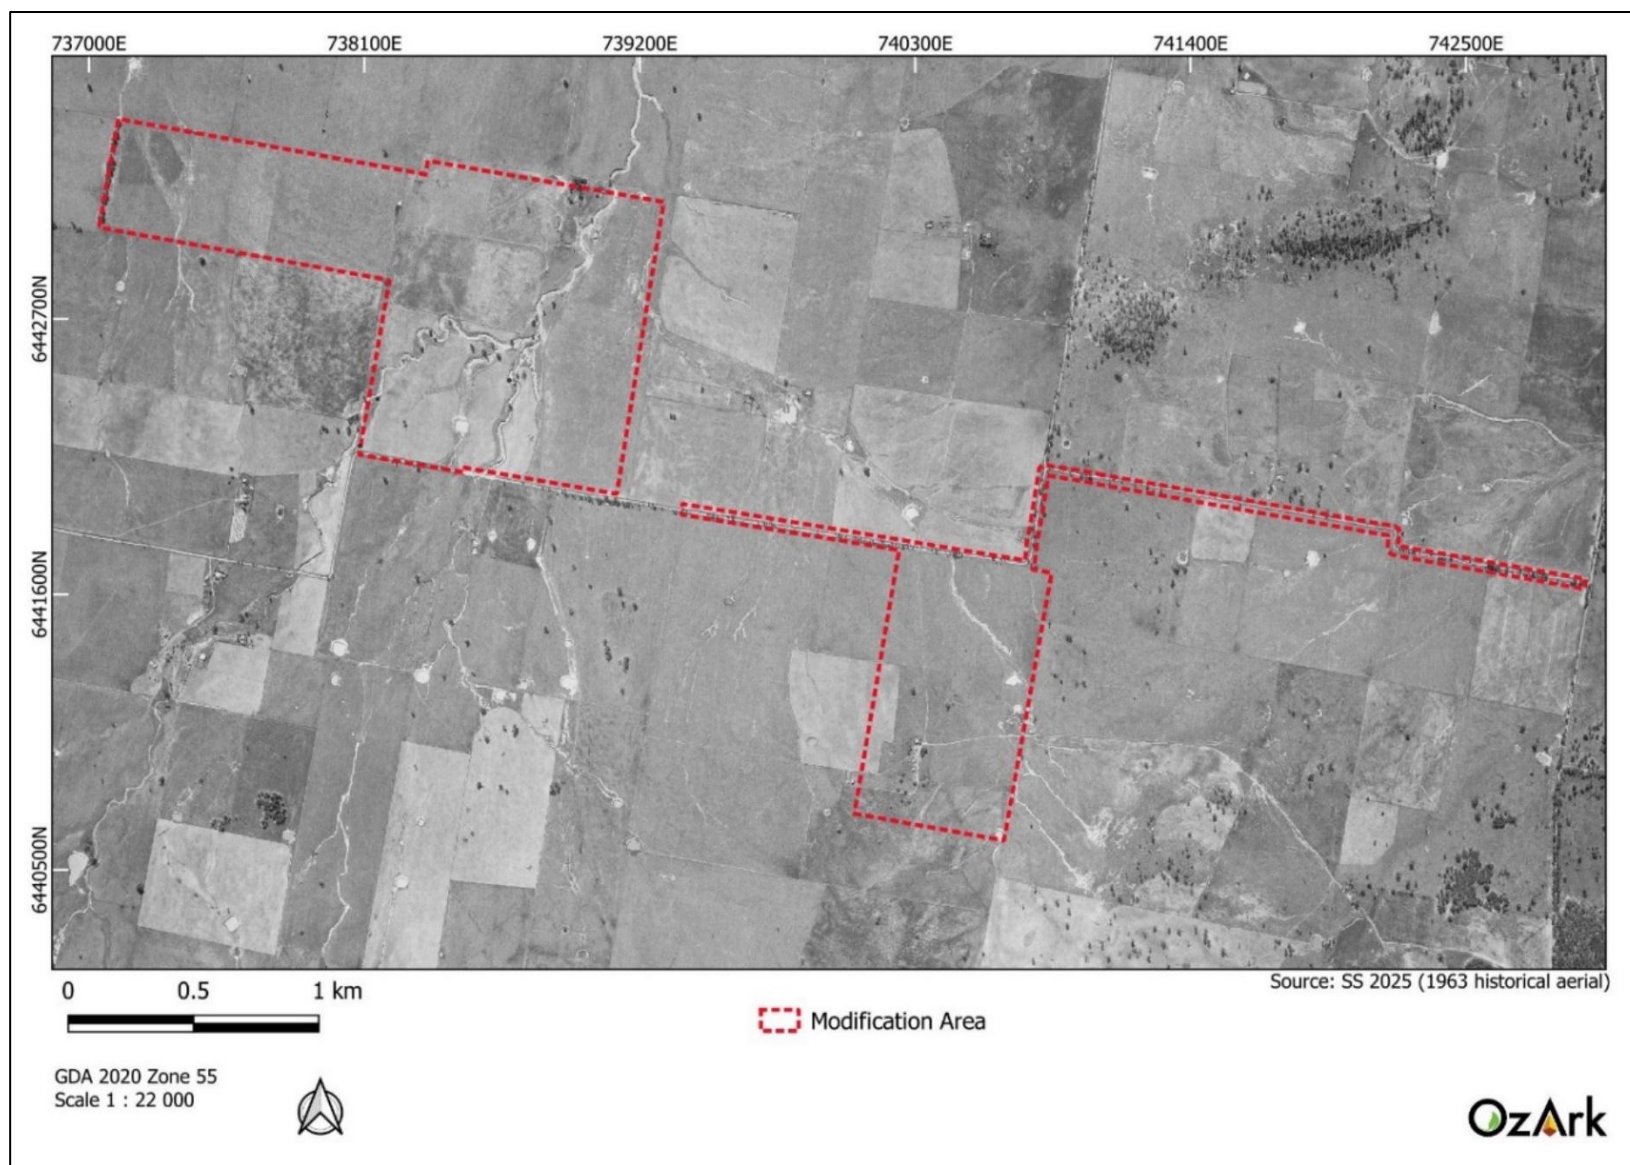 737000E 738100E 739200E 740300E 741400E 742500E
6442700N
6441600N
6440500N
Source: SS 2025 (1963 historical aerial)
0 0.5 1 km
Modification Area
GDA 2020 Zone 55
Scale 1 : 22 000
OzArk